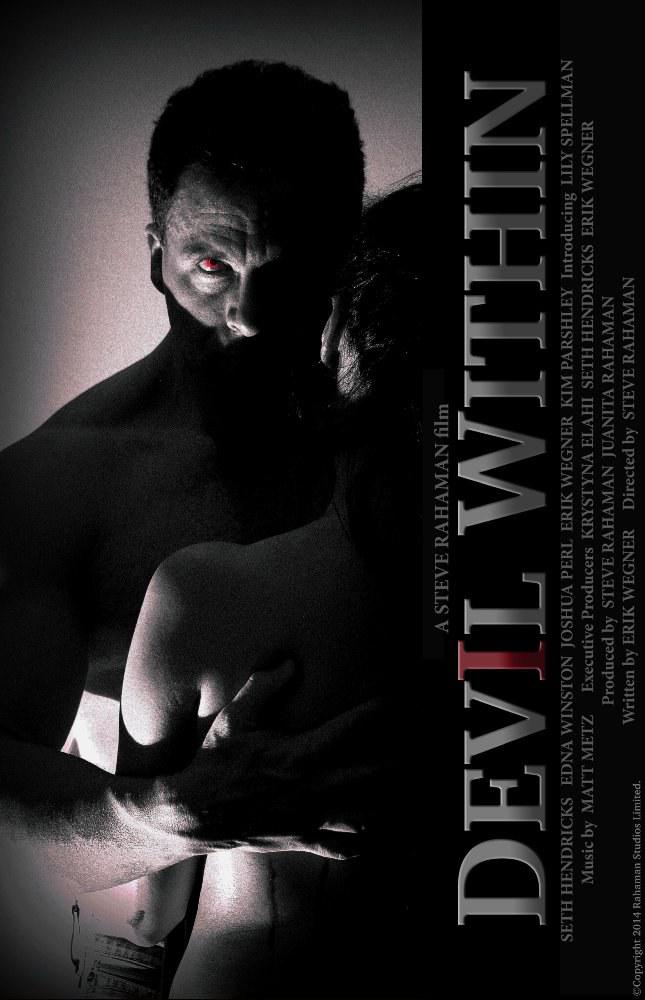 A STEVE RAHAMAN film
DEVIL WITHIN
SETH HENDRICKS EDNA WINSTON JOSHUA PERL ERIK WEGNER KIM PARSHLEY Introducing LILY SPELLMAN
Music by MATT METZ Executive Producers KRYSTYNA ELAHI SETH HENDRICKS ERIK WEGNER
Produced by STEVE RAHAMAN JUANITA RAHAMAN
Written by ERIK WEGNER Directed by STEVE RAHAMAN
©Copyright 2014 Rahaman Studios Limited.